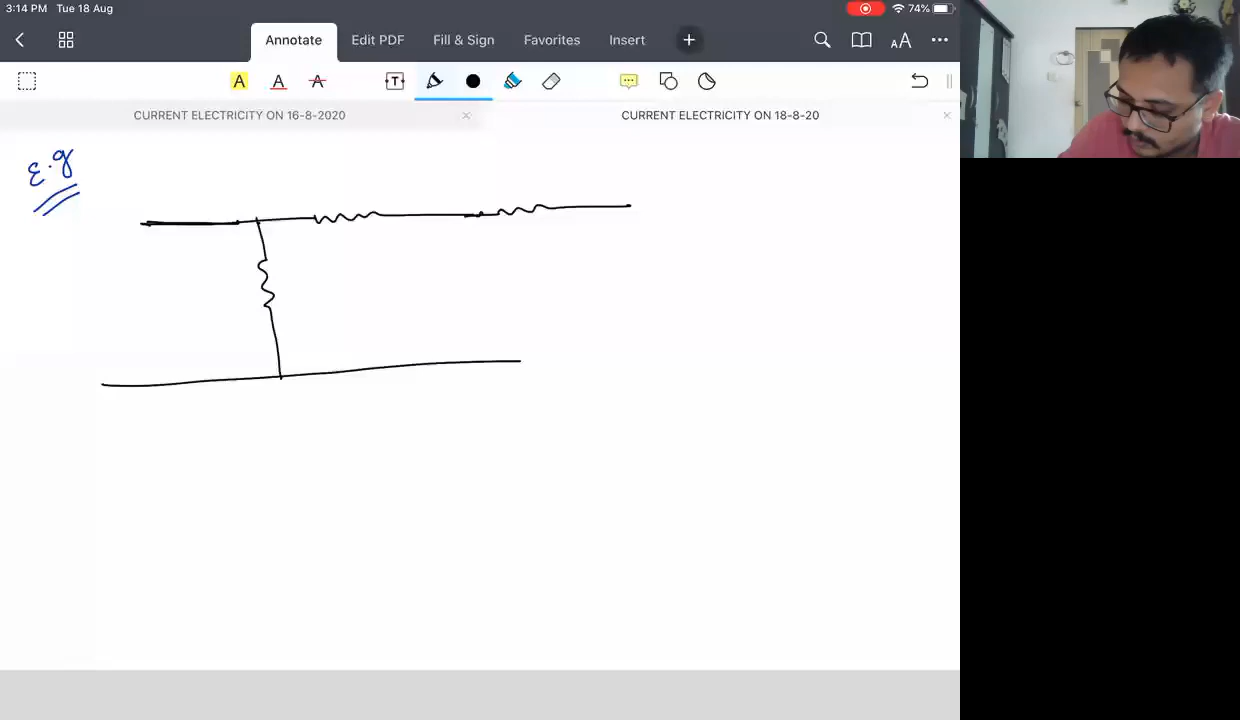 3:14 PM Tue 18 Aug
74%
Annotate Edit PDF Fill & Sign Favorites Insert
AA
A A A T
CURRENT ELECTRICITY ON 16-8-2020
CURRENT ELECTRICITY ON 18-8-20
E.g